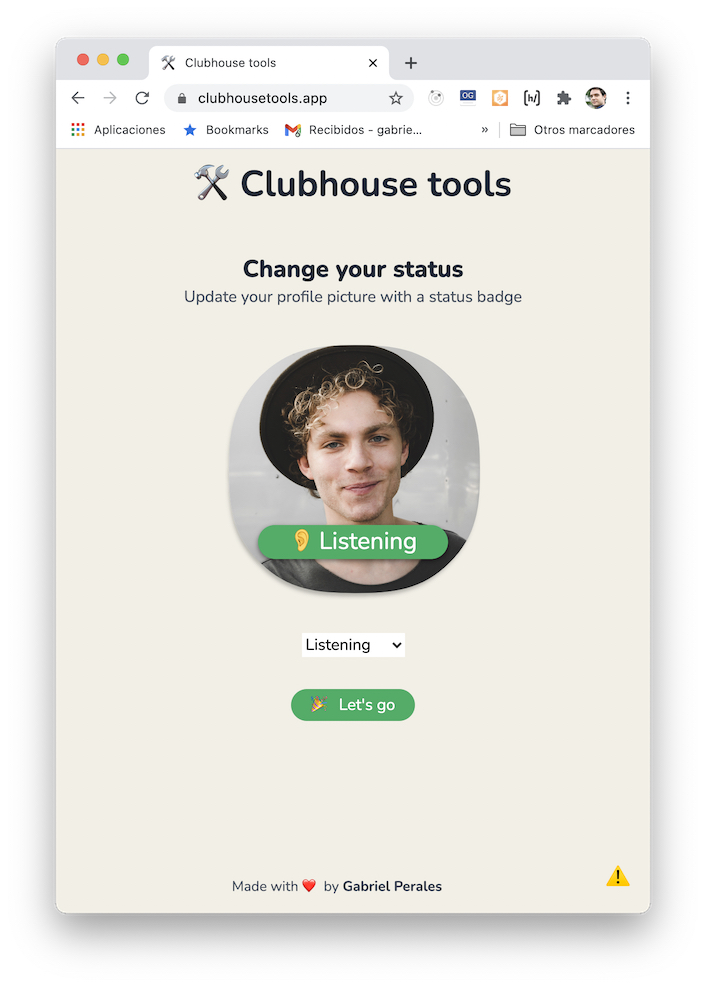 Clubhouse tools
clubhousetools.app
OG
[h]
Aplicaciones Bookmarks Recibidos - gabrie... » Otros marcadores
🛠 Clubhouse tools
Change your status
Update your profile picture with a status badge
👂 Listening
Listening
🎉 Let's go
Made with ❤️ by Gabriel Perales